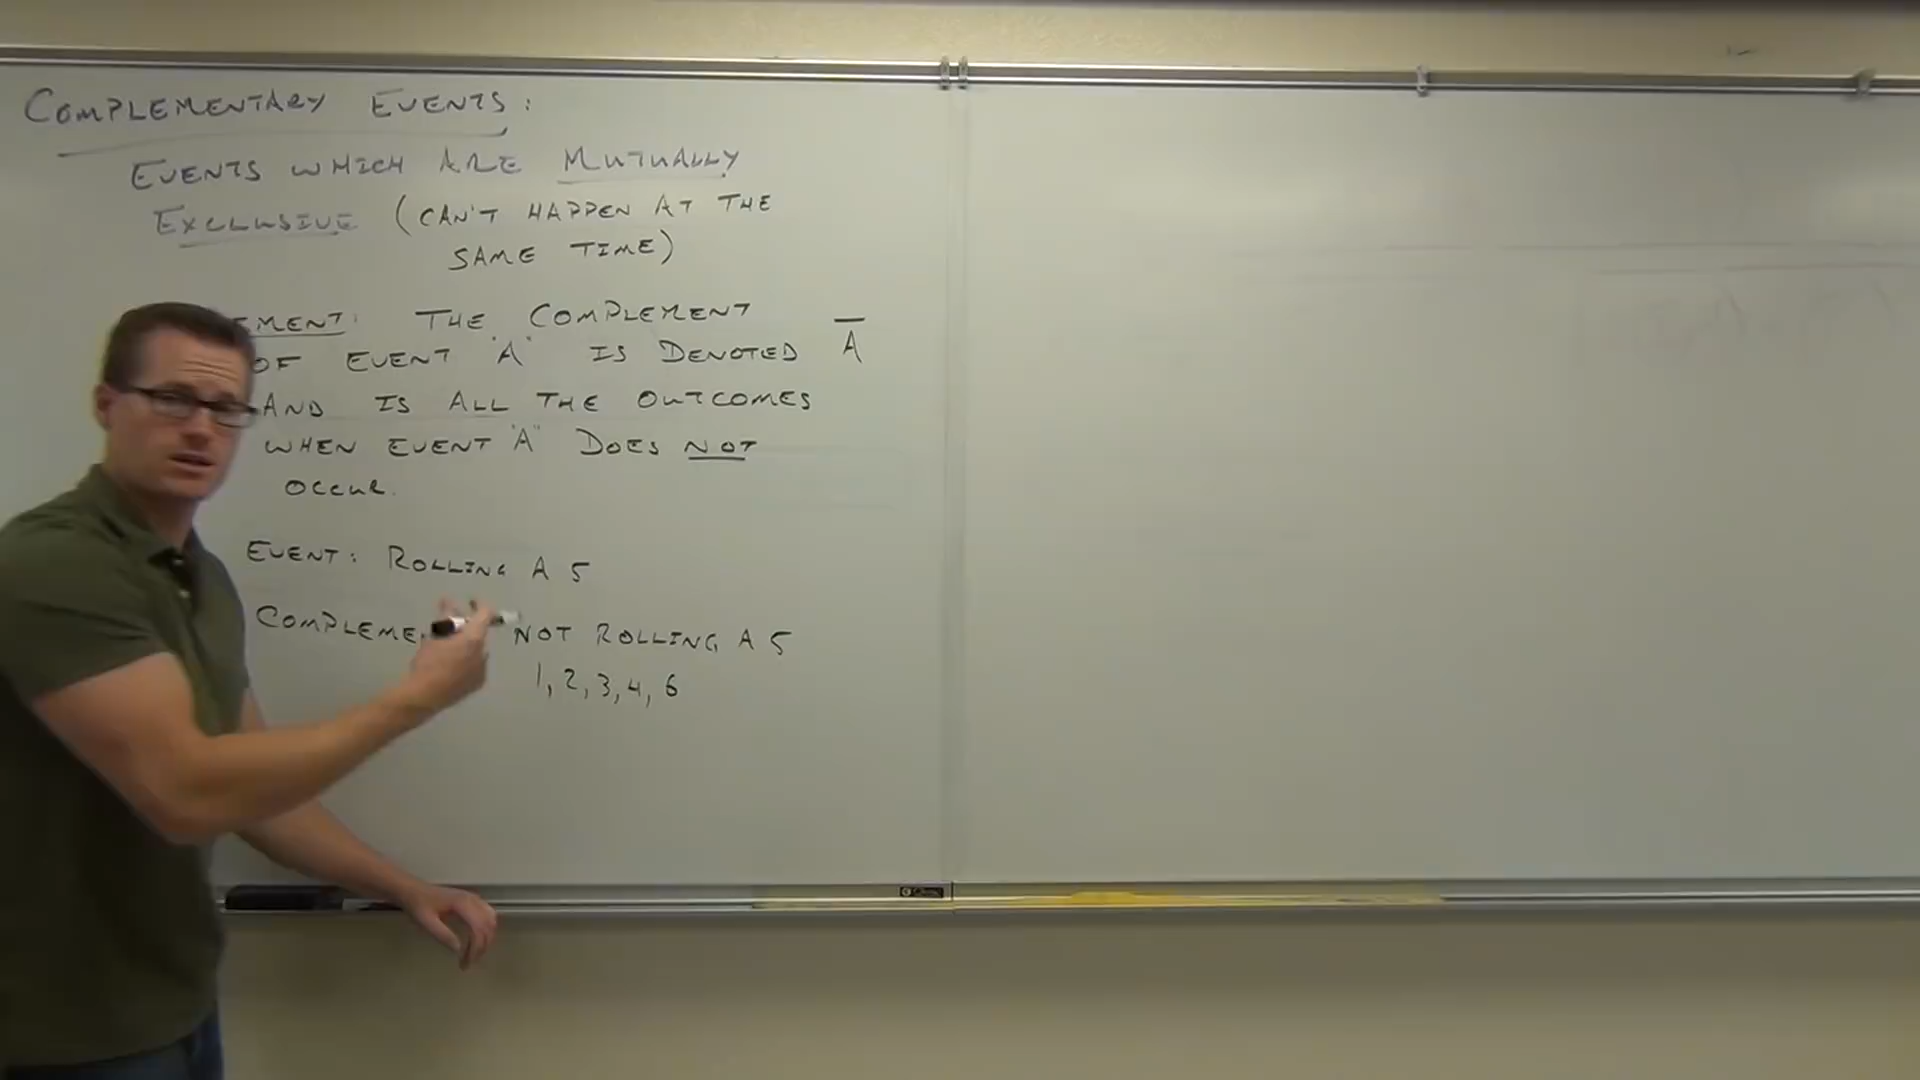 COMPLEMENTARY EVENTS:
EVENTS WHICH ARE MUTUALLY
EXCLUSIVE (CAN'T HAPPEN AT THE
SAME TIME)
EMENT: THE COMPLEMENT
OF EVENT "A" IS DENOTED A̅
AND IS ALL THE OUTCOMES
WHEN EVENT "A" DOES NOT
OCCUR.
EVENT: ROLLING A 5
COMPLEME NOT ROLLING A 5
1, 2, 3, 4, 6